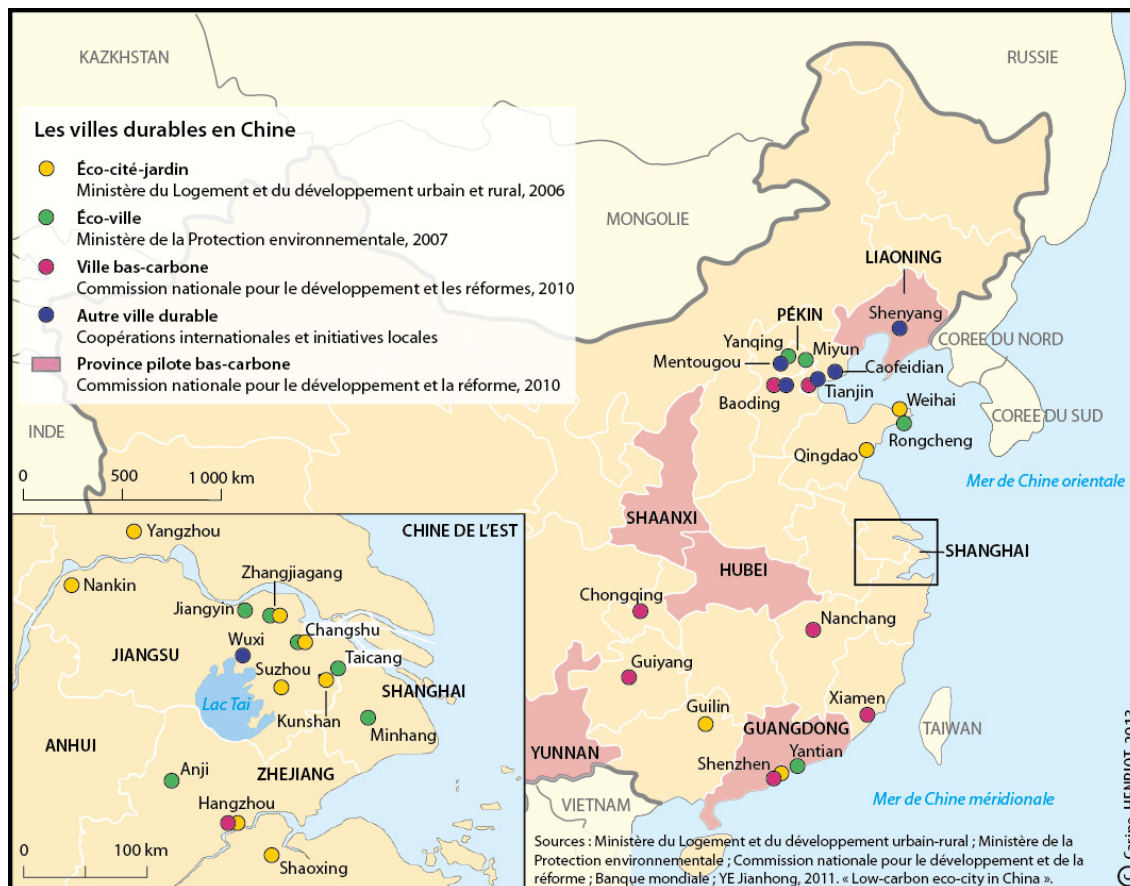 KAZKHSTAN
RUSSIE
Les villes durables en Chine
Éco-cité-jardin
Ministère du Logement et du développement urbain et rural, 2006
Éco-ville
Ministère de la Protection environnementale, 2007
Ville bas-carbone
Commission nationale pour le développement et les réformes, 2010
Autre ville durable
Coopérations internationales et initiatives locales
Province pilote bas-carbone
Commission nationale pour le développement et la réforme, 2010
MONGOLIE
LIAONING
Shenyang
PÉKIN
Yanqing
Miyun
COREE DU NORD
Mentougou
Caofeidian
Baoding
Tianjin
Weihai
COREE DU SUD
Rongcheng
Qingdao
INDE
0 500 1 000 km
Mer de Chine orientale
SHAANXI
HUBEI
SHANGHAI
Chongqing
Nanchang
Guiyang
Guilin
Xiamen
GUANGDONG
TAIWAN
YUNNAN
Yantian
Shenzhen
VIETNAM
Mer de Chine méridionale
CHINE DE L'EST
Yangzhou
Nankin
Zhangjiagang
Jiangyin
Changshu
Wuxi
Taicang
JIANGSU
Suzhou
SHANGHAI
Lac Tai
Kunshan
Minhang
ANHUI
ZHEJIANG
Anji
Hangzhou
0 100 km
Shaoxing
Sources : Ministère du Logement et du développement urbain-rural ; Ministère de la
Protection environnementale ; Commission nationale pour le développement et de la
réforme ; Banque mondiale ; YE Jianhong, 2011. « Low-carbon eco-city in China ».
© Carine HENRIOT, 2013